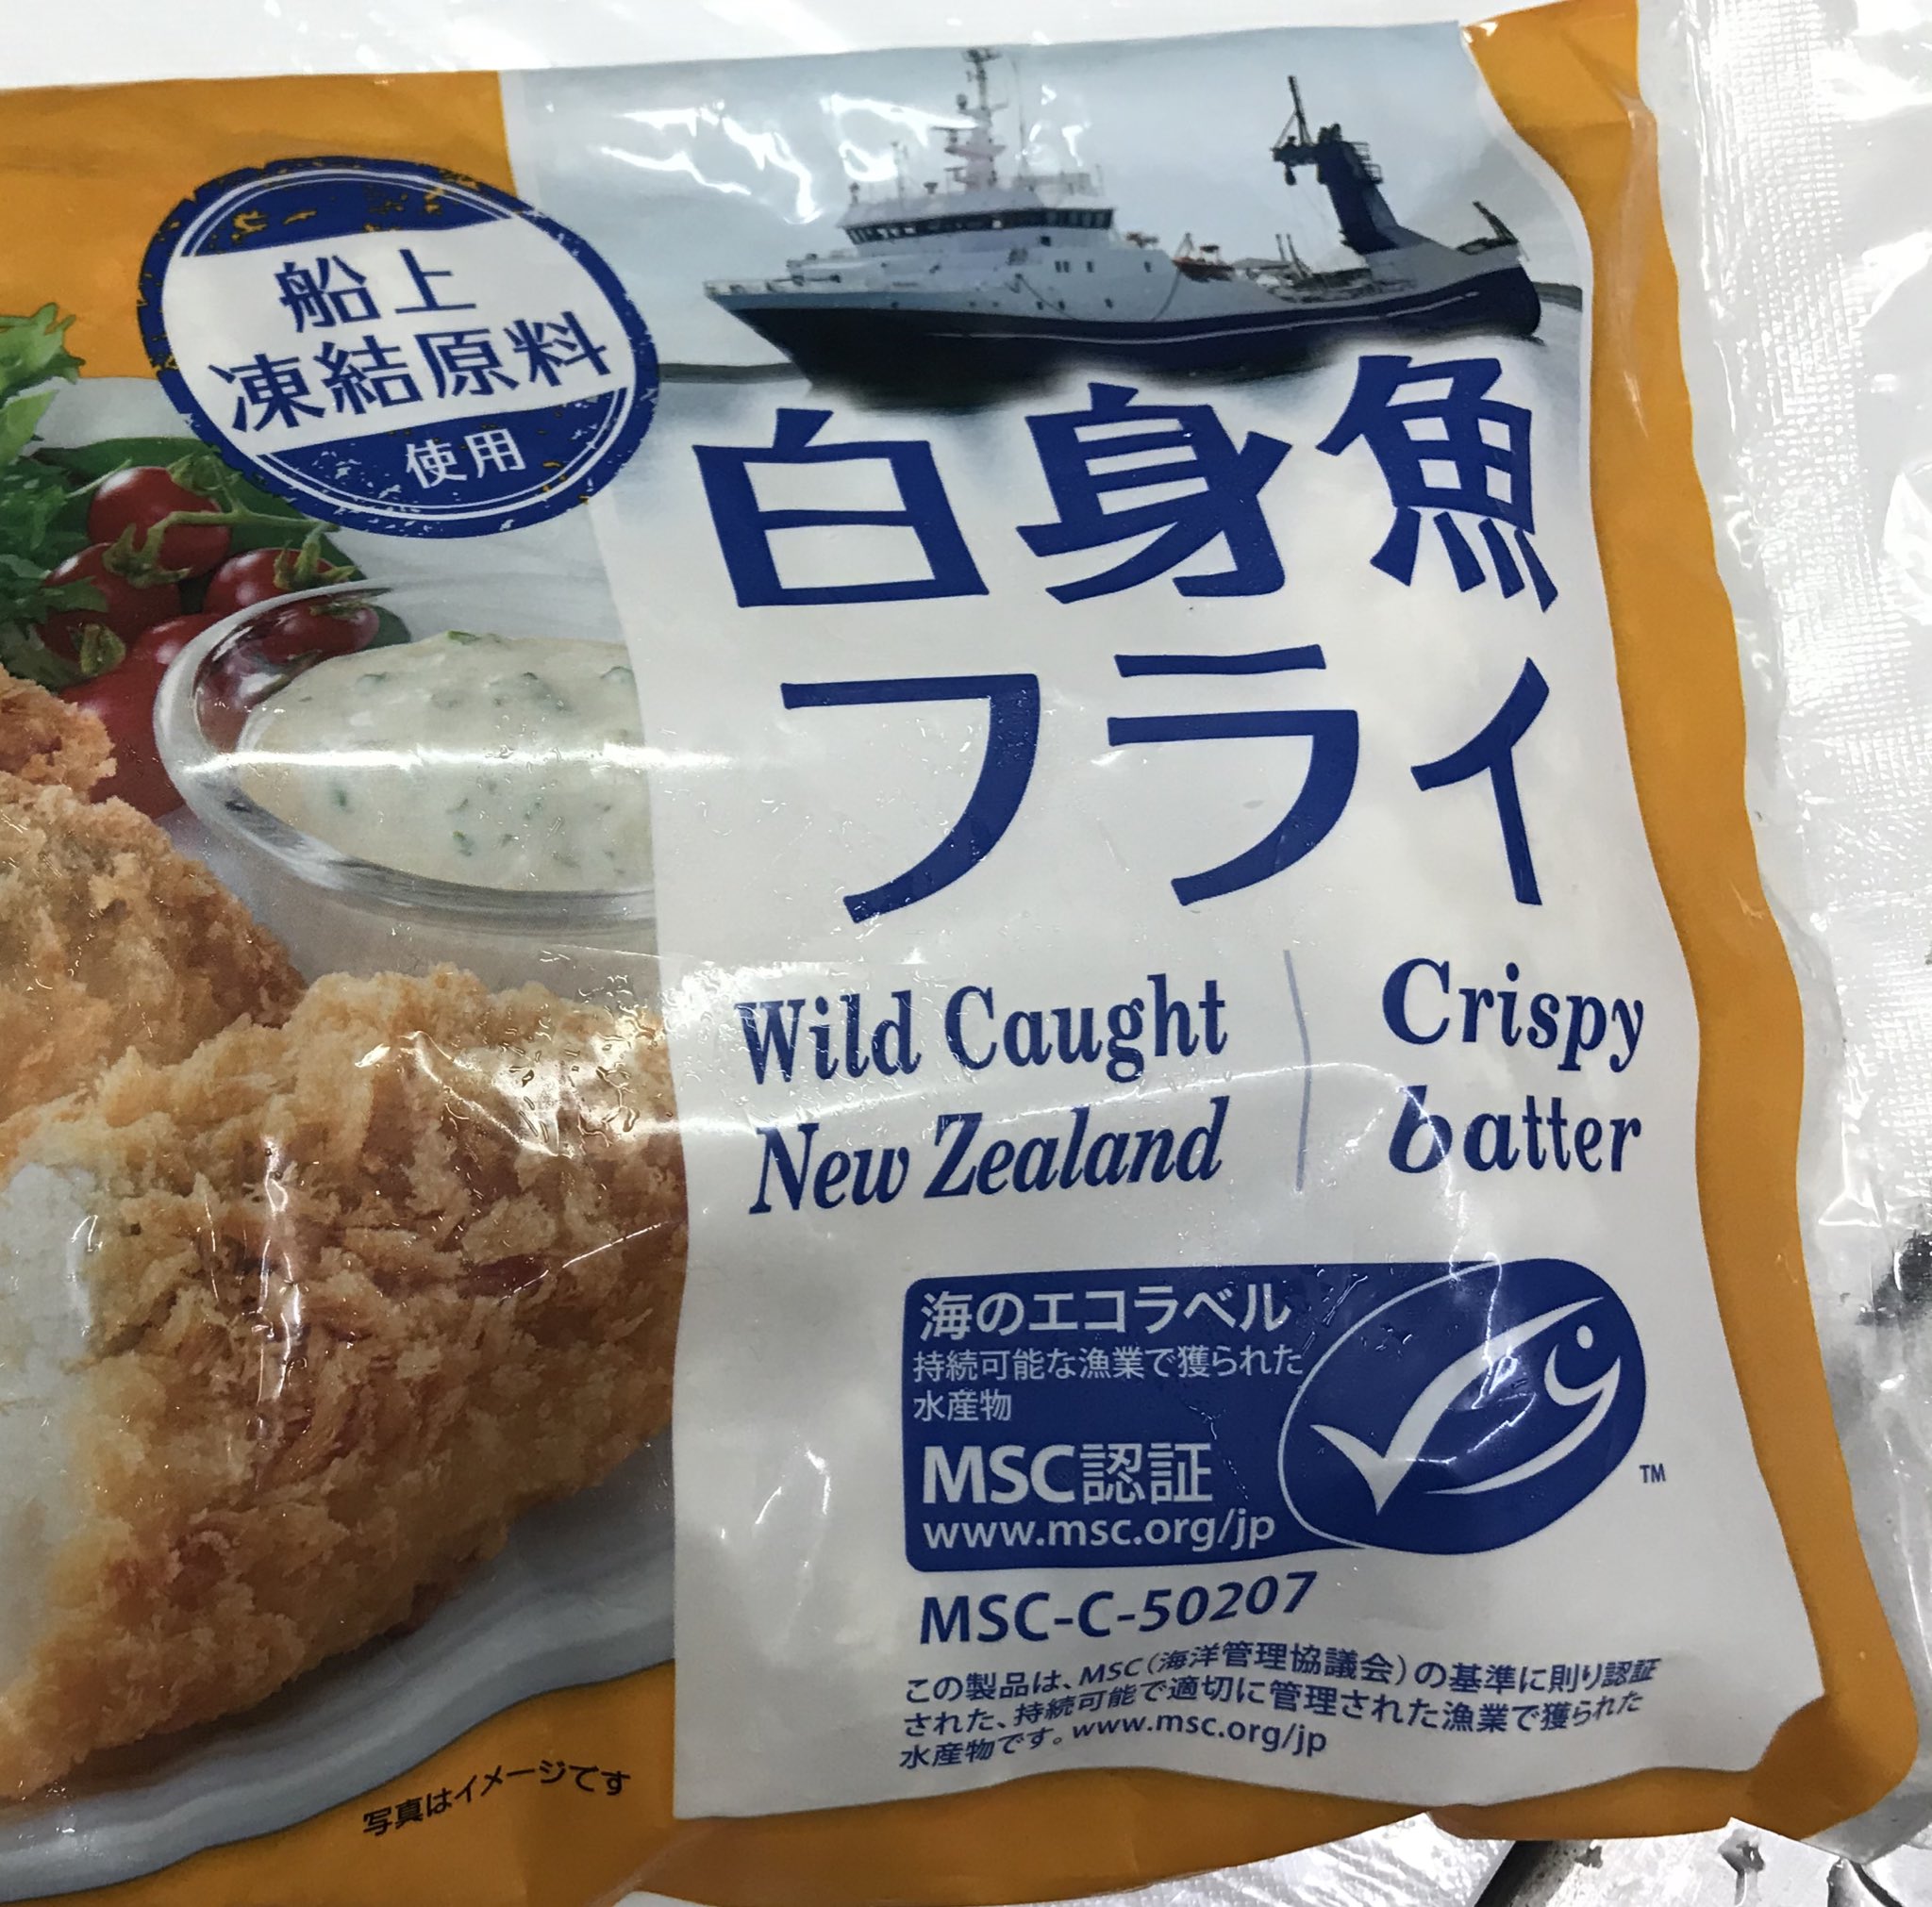 船上
凍結原料
使用
白身魚
フライ
Wild Caught
New Zealand
Crispy
batter
海のエコラベル
持続可能な漁業で獲られた
水産物
MSC認証
www.msc.org/jp
TM
MSC-C-50207
この製品は、MSC(海洋管理協議会)の基準に則り認証
された、持続可能で適切に管理された漁業で獲られた
水産物です。www.msc.org/jp
写真はイメージです